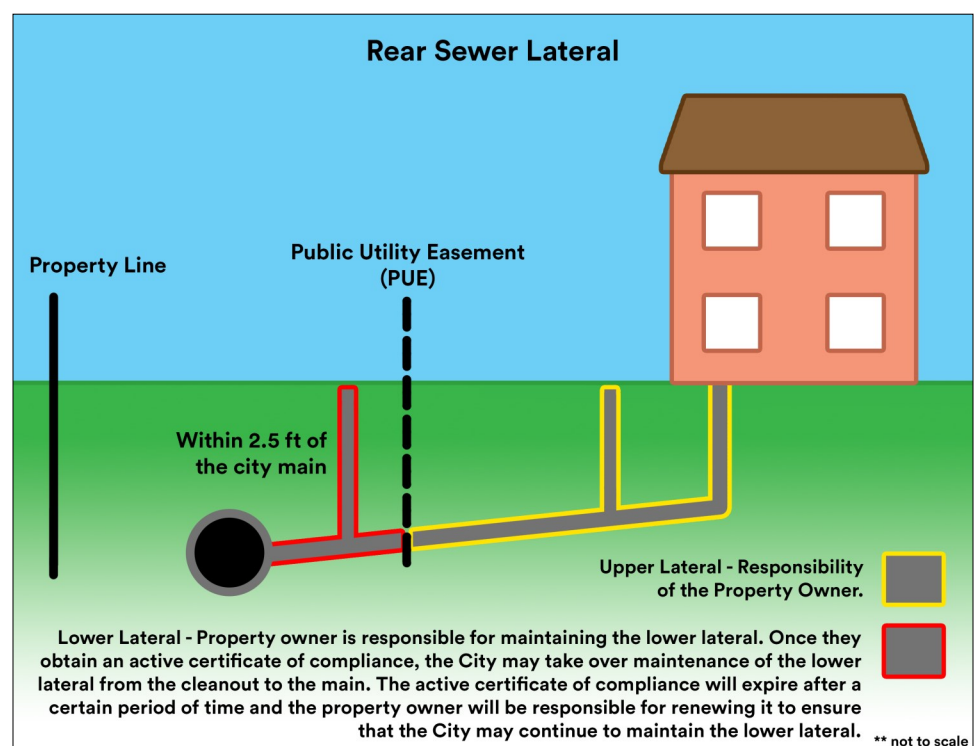 Rear Sewer Lateral
Property Line
Public Utility Easement
(PUE)
Within 2.5 ft of
the city main
Upper Lateral - Responsibility
of the Property Owner.
Lower Lateral - Property owner is responsible for maintaining the lower lateral. Once they
obtain an active certificate of compliance, the City may take over maintenance of the lower
lateral from the cleanout to the main. The active certificate of compliance will expire after a
certain period of time and the property owner will be responsible for renewing it to ensure
that the City may continue to maintain the lower lateral.
** not to scale